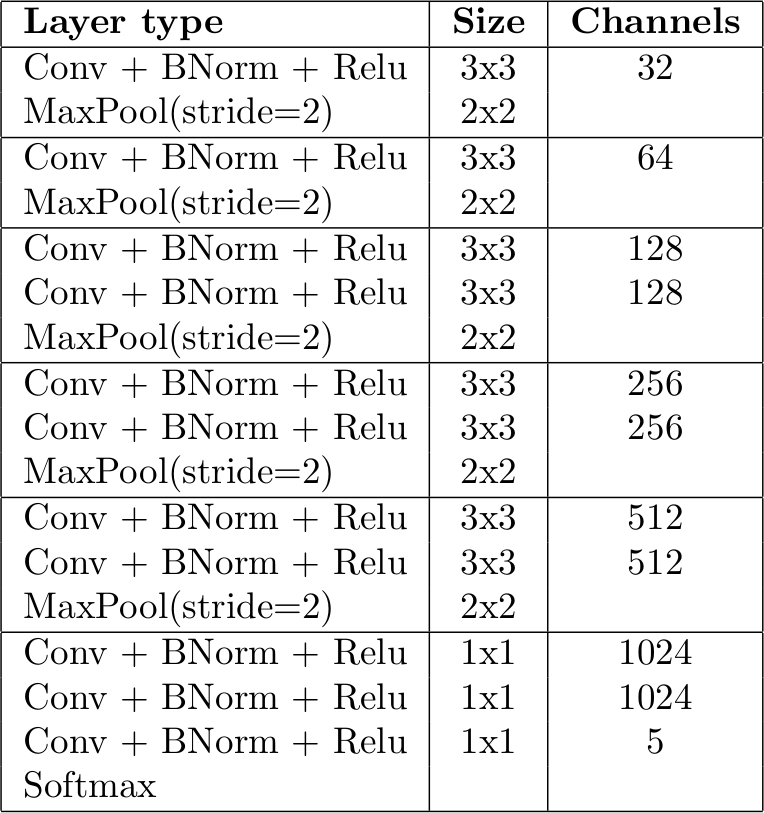 Layer type Size Channels
Conv + BNorm + Relu 3x3 32
MaxPool(stride=2) 2x2
Conv + BNorm + Relu 3x3 64
MaxPool(stride=2) 2x2
Conv + BNorm + Relu 3x3 128
Conv + BNorm + Relu 3x3 128
MaxPool(stride=2) 2x2
Conv + BNorm + Relu 3x3 256
Conv + BNorm + Relu 3x3 256
MaxPool(stride=2) 2x2
Conv + BNorm + Relu 3x3 512
Conv + BNorm + Relu 3x3 512
MaxPool(stride=2) 2x2
Conv + BNorm + Relu 1x1 1024
Conv + BNorm + Relu 1x1 1024
Conv + BNorm + Relu 1x1 5
Softmax